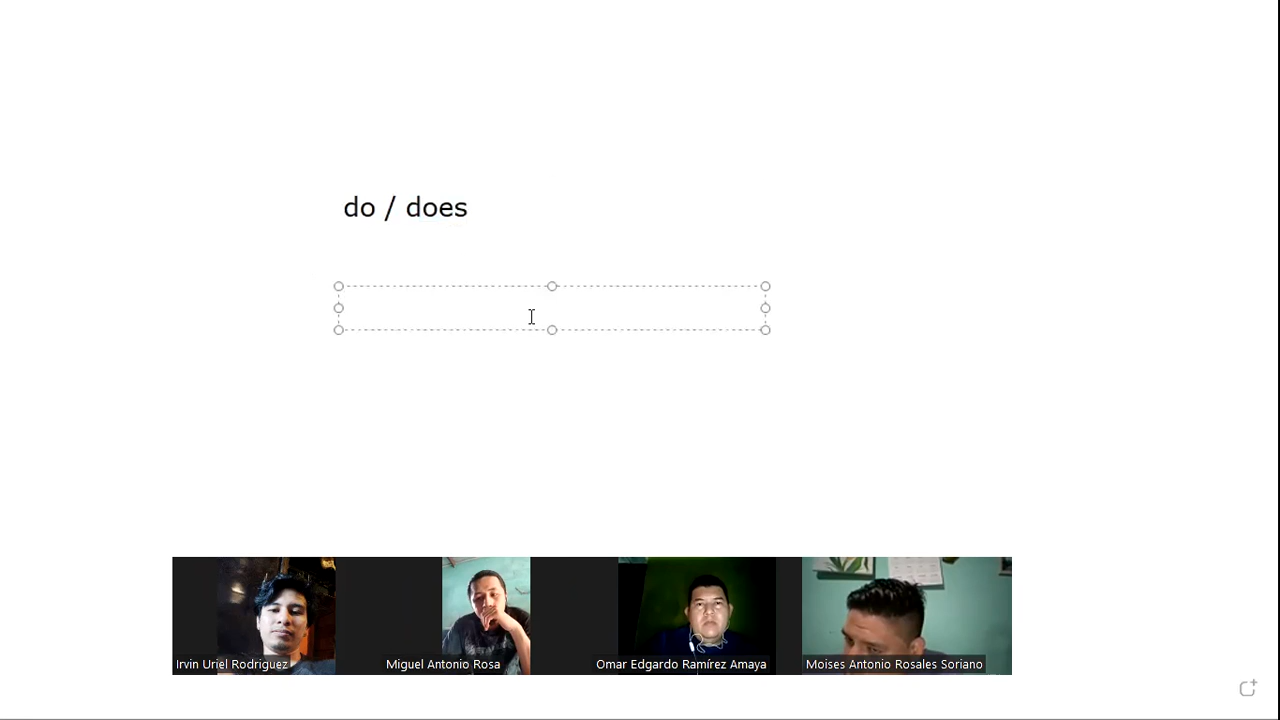 do / does
Irvin Uriel Rodriguez
Miguel Antonio Rosa
Omar Edgardo Ramírez Amaya
Moises Antonio Rosales Soriano